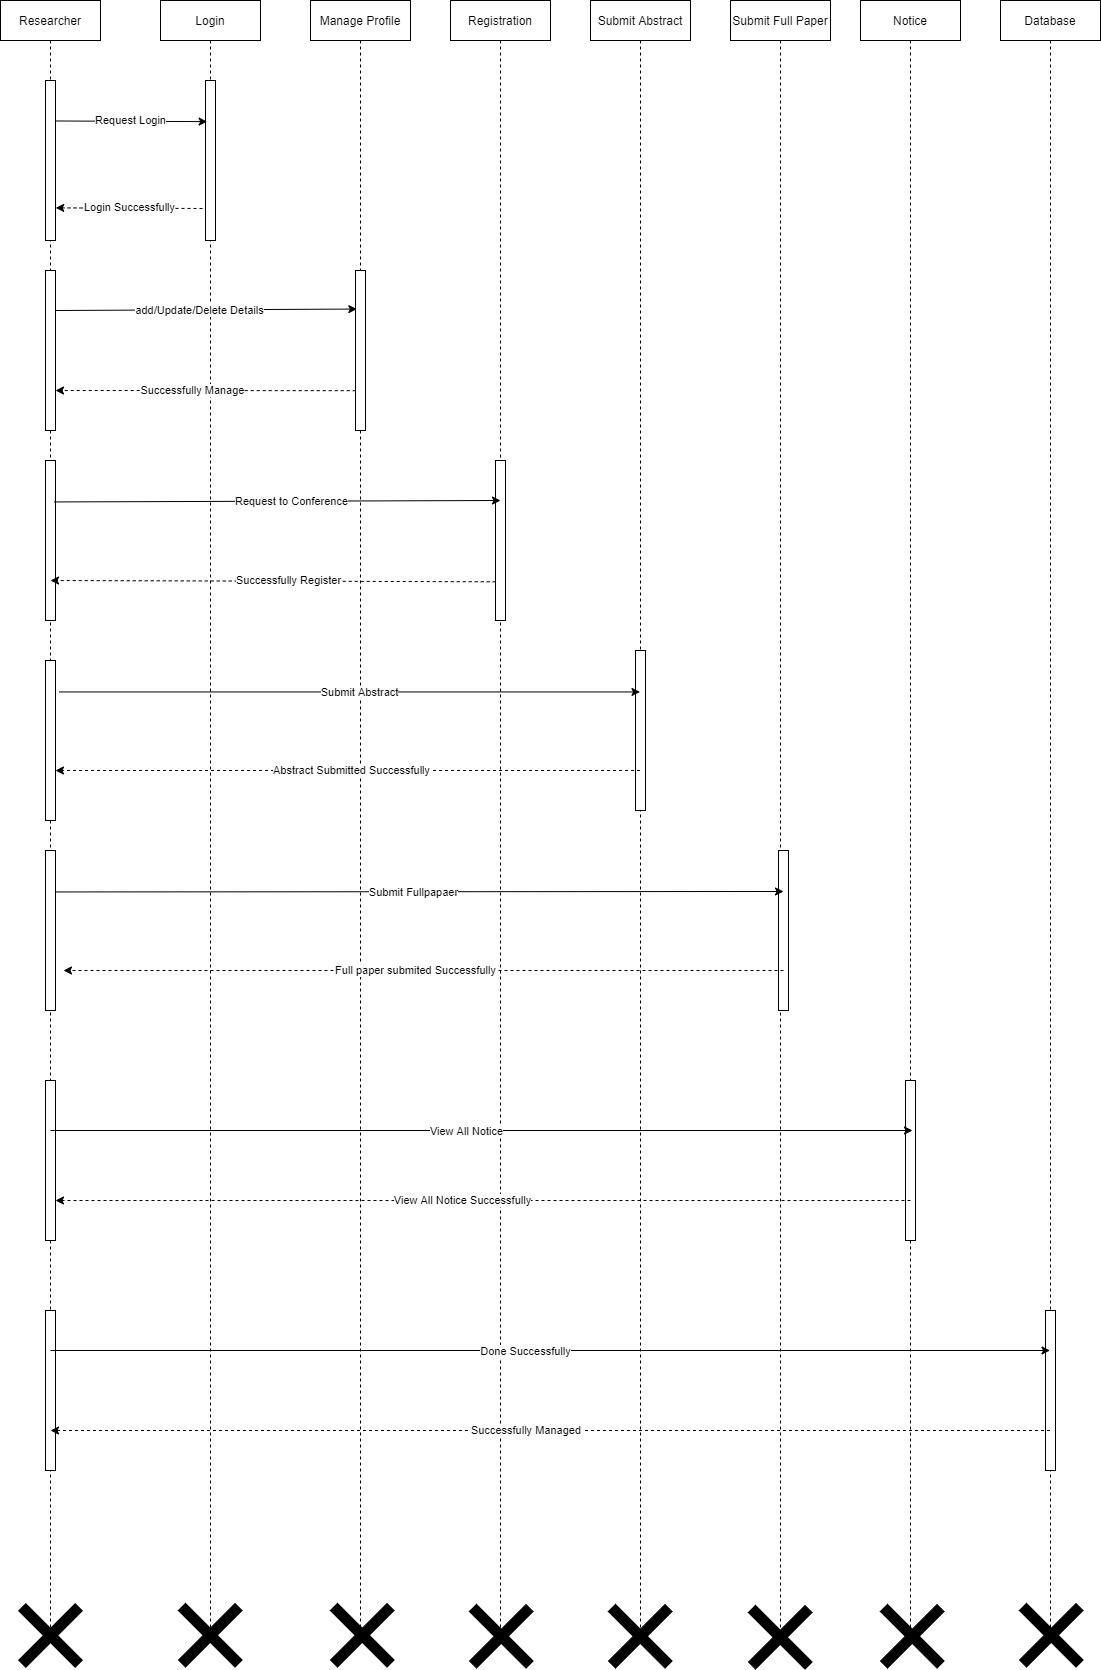 Researcher
Login
Manage Profile
Registration
Submit Abstract
Submit Full Paper
Notice
Database
Request Login
Login Successfully
add/Update/Delete Details
Successfully Manage
Request to Conference
Successfully Register
Submit Abstract
Abstract Submitted Successfully
Submit Fullpapaer
Full paper submited Successfully
View All Notice
View All Notice Successfully
Done Successfully
Successfully Managed